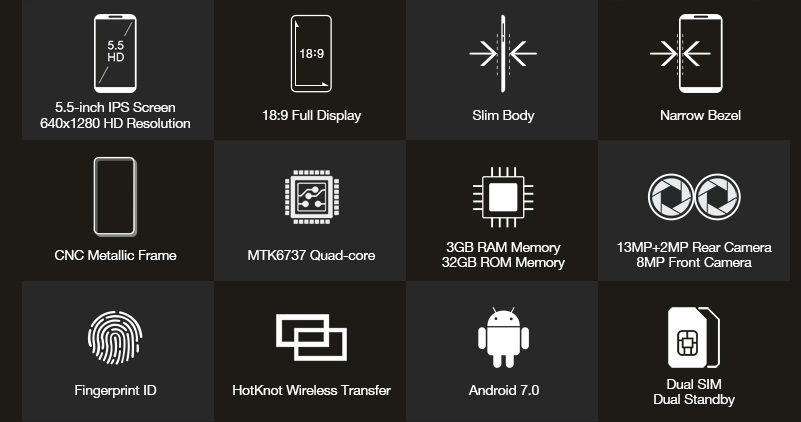 5.5
HD
5.5-inch IPS Screen
640x1280 HD Resolution
18:9
18:9 Full Display
Slim Body
Narrow Bezel
CNC Metallic Frame
MTK6737 Quad-core
3GB RAM Memory
32GB ROM Memory
13MP+2MP Rear Camera
8MP Front Camera
Fingerprint ID
HotKnot Wireless Transfer
Android 7.0
Dual SIM
Dual Standby